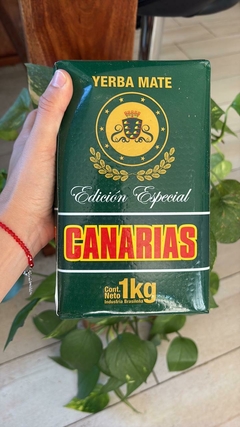 YERBA MATE
Edición Especial
CANARIAS
Cont.
Neto 1kg
Industria Brasileña